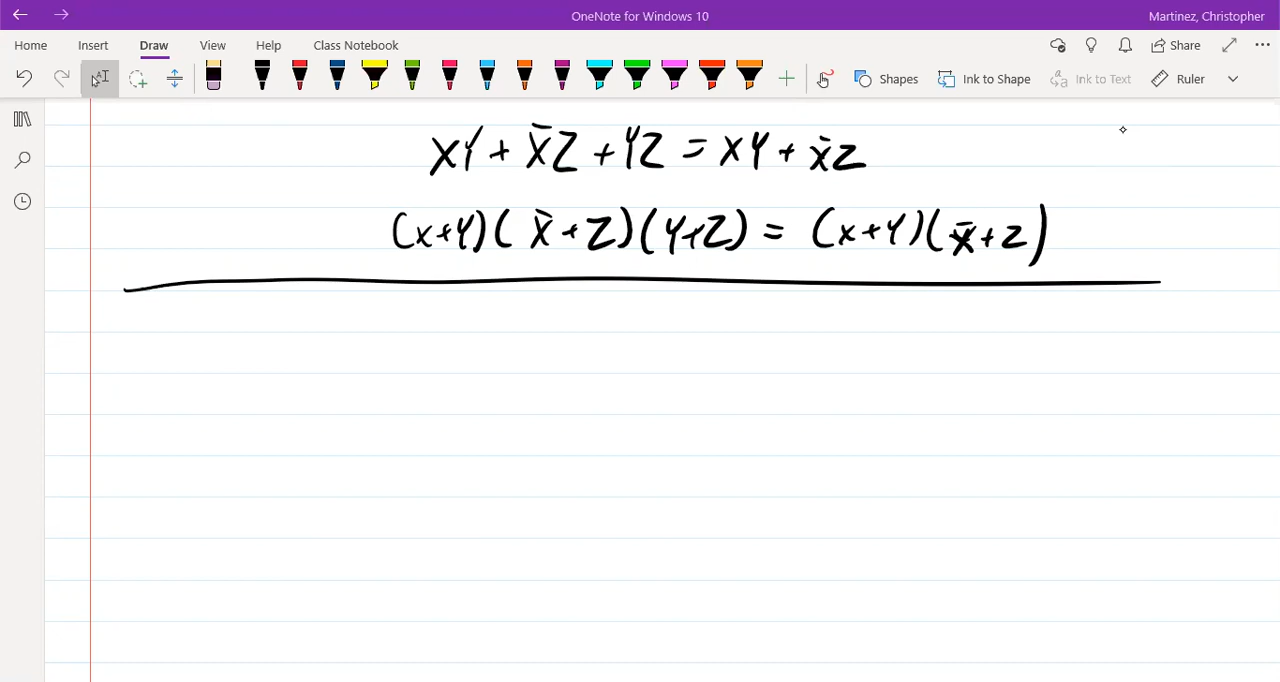 OneNote for Windows 10
Martinez, Christopher
Home Insert Draw View Help Class Notebook Share
Shapes Ink to Shape Ink to Text Ruler
XY + X̄Z + YZ = XY + X̄Z
(X+Y)(X̄+Z)(Y+Z) = (X+Y)(X̄+Z)